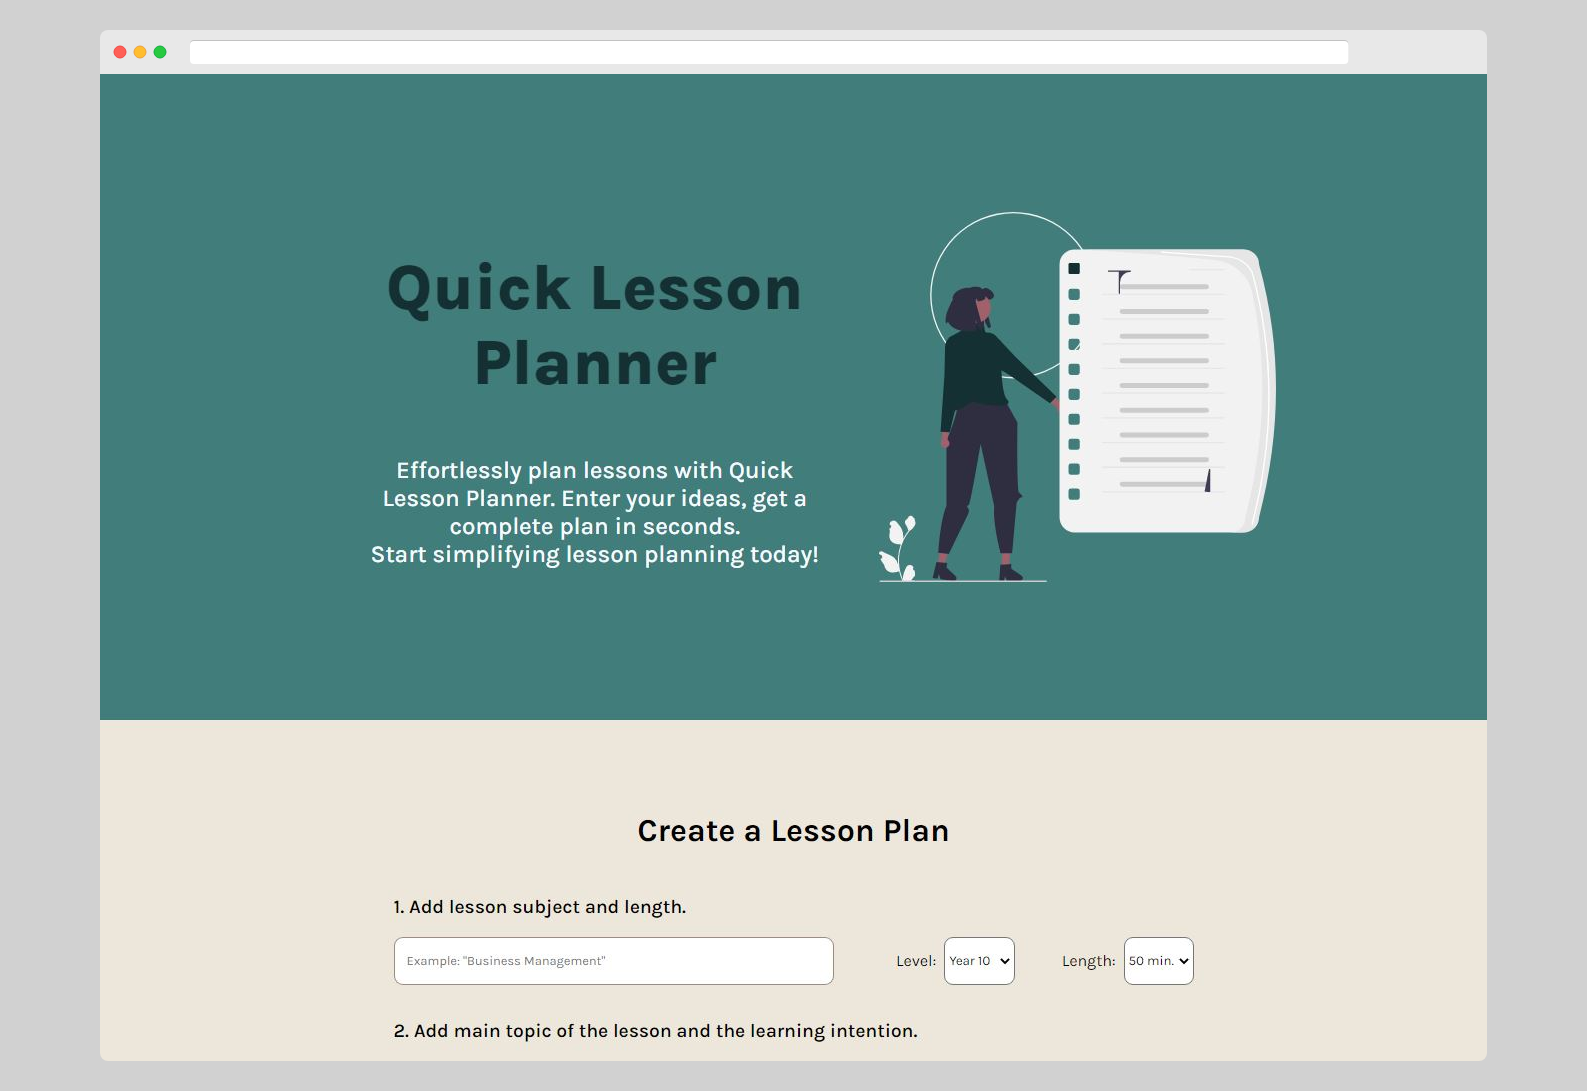 Quick Lesson
Planner
Effortlessly plan lessons with Quick
Lesson Planner. Enter your ideas, get a
complete plan in seconds.
Start simplifying lesson planning today!
Create a Lesson Plan
1. Add lesson subject and length.
Example: "Business Management"
Level: Year 10
Length: 50 min.
2. Add main topic of the lesson and the learning intention.